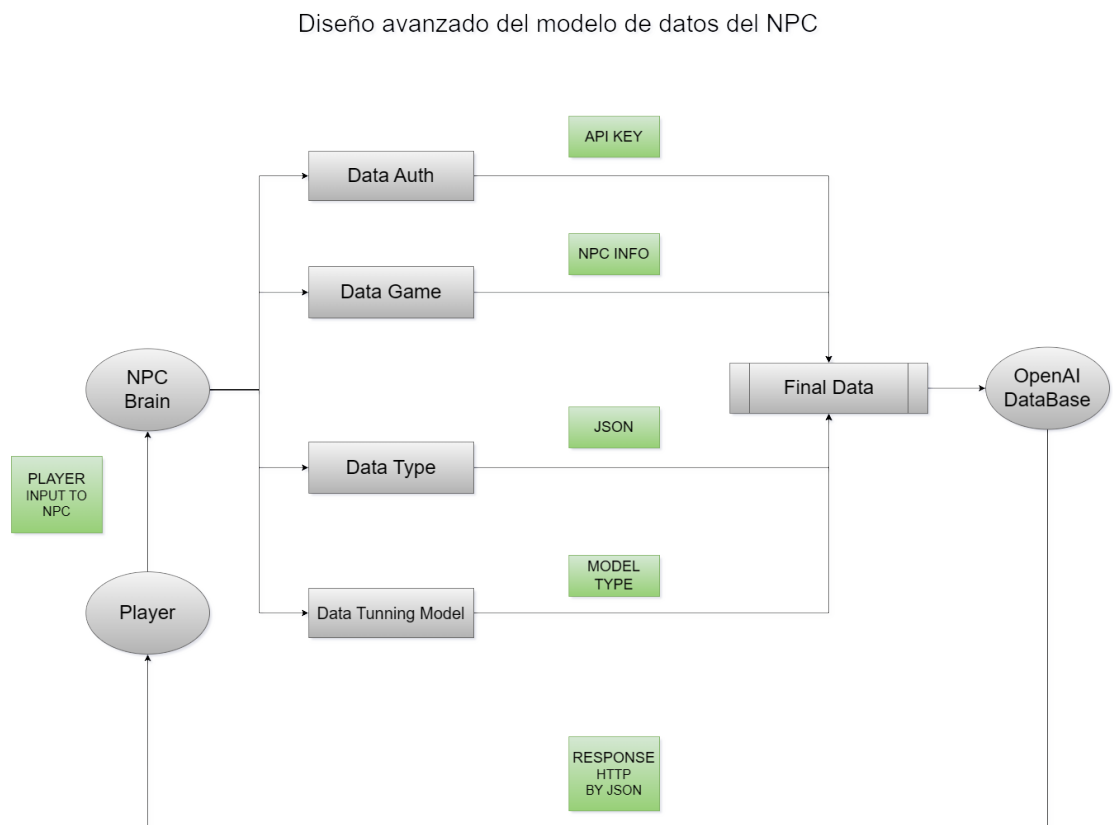 Diseño avanzado del modelo de datos del NPC
API KEY
Data Auth
NPC INFO
Data Game
NPC
Brain
Final Data
OpenAI
DataBase
JSON
Data Type
PLAYER
INPUT TO
NPC
MODEL
TYPE
Player
Data Tunning Model
RESPONSE
HTTP
BY JSON